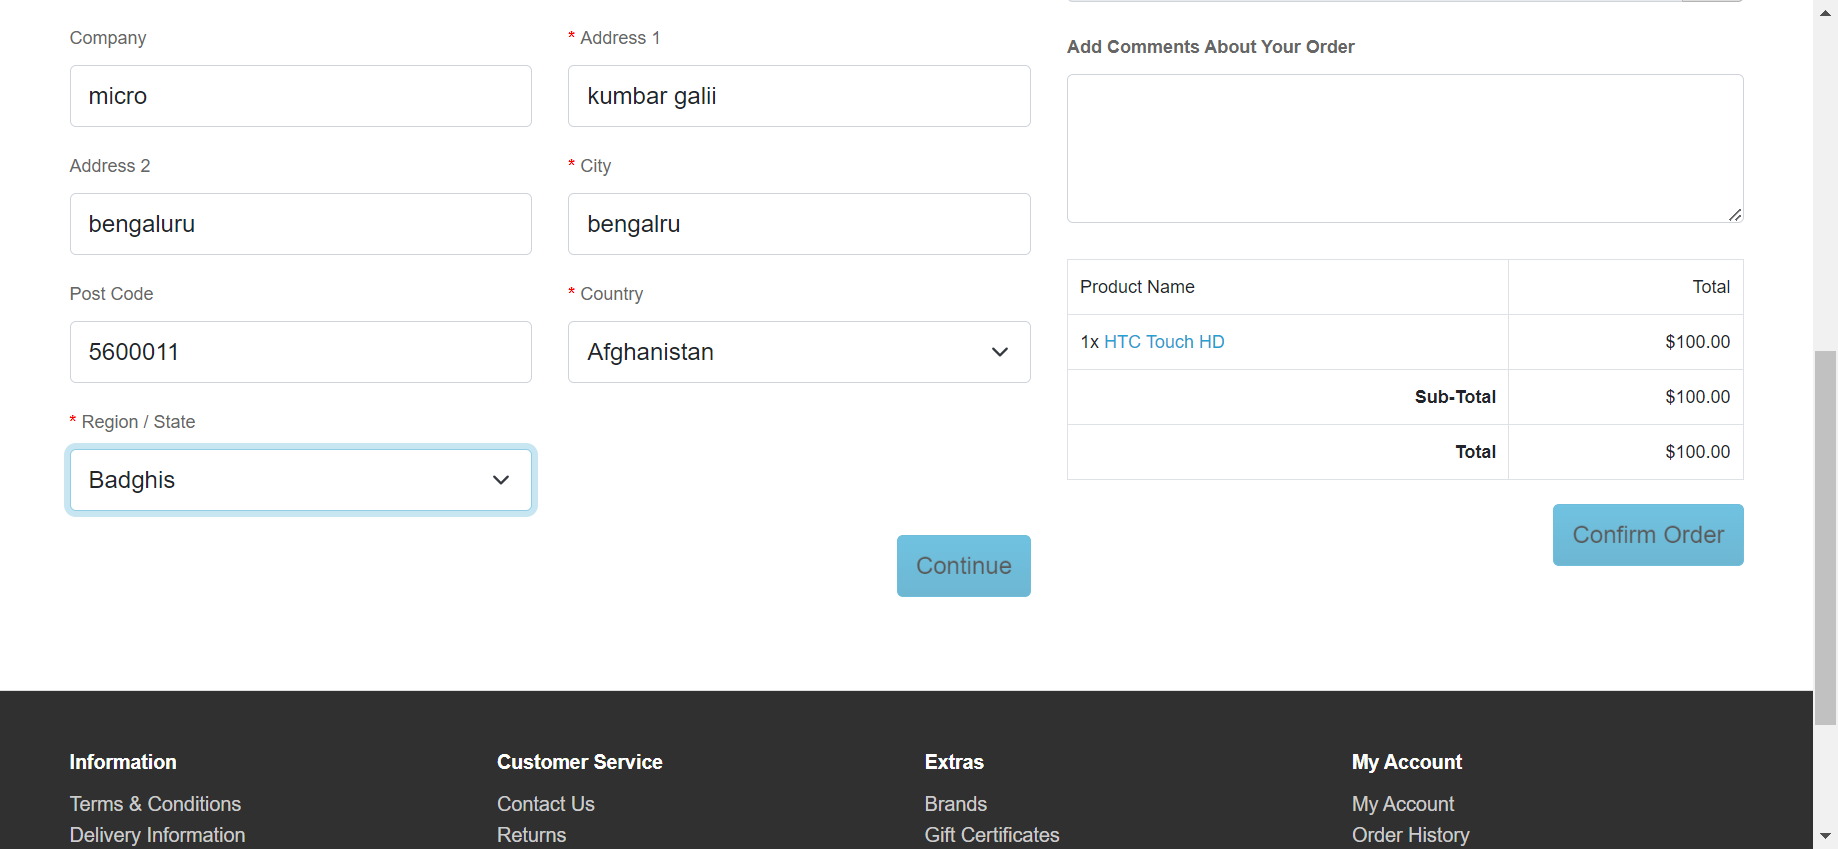 Company
* Address 1
micro
kumbar galii
Address 2
* City
bengaluru
bengalru
Post Code
* Country
5600011
Afghanistan
* Region / State
Badghis
Continue
Add Comments About Your Order
Product Name Total
1x HTC Touch HD $100.00
Sub-Total $100.00
Total $100.00
Confirm Order
Information
Terms & Conditions
Delivery Information
Customer Service
Contact Us
Returns
Extras
Brands
Gift Certificates
My Account
My Account
Order History